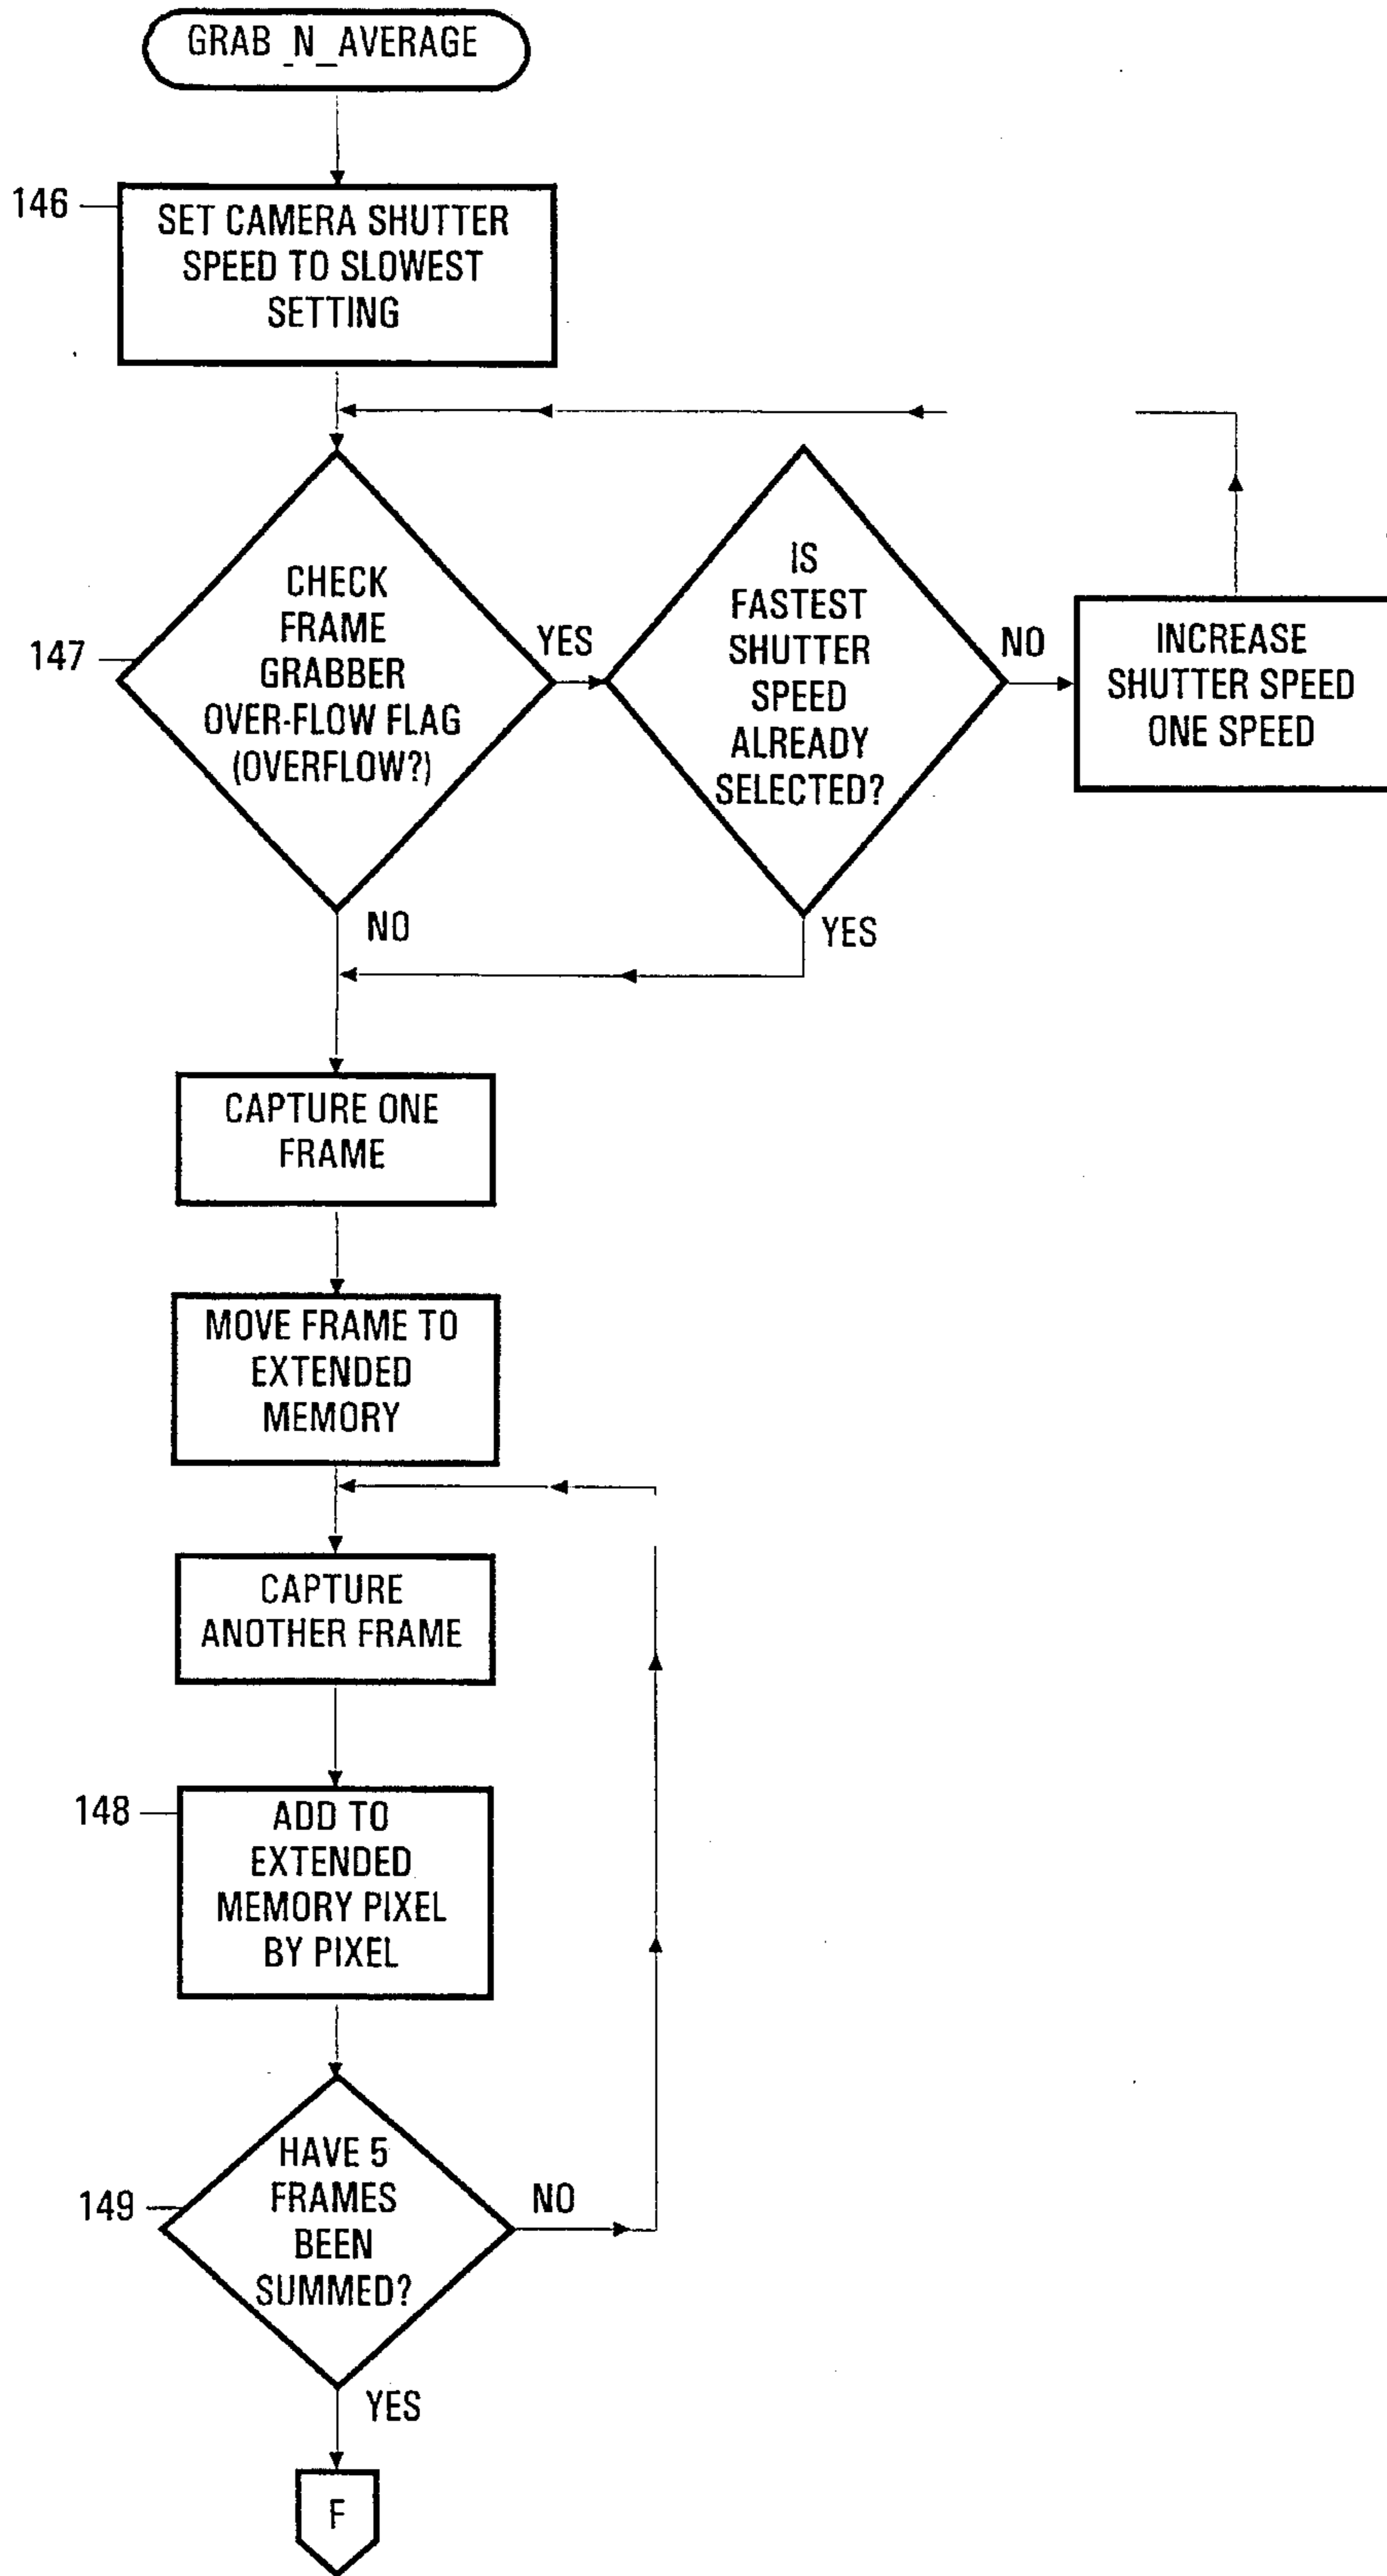 GRAB_N_AVERAGE
146
SET CAMERA SHUTTER
SPEED TO SLOWEST
SETTING
147
CHECK
FRAME
GRABBER
OVER-FLOW FLAG
(OVERFLOW?)
YES
IS
FASTEST
SHUTTER
SPEED
ALREADY
SELECTED?
NO
INCREASE
SHUTTER SPEED
ONE SPEED
NO
YES
CAPTURE ONE
FRAME
MOVE FRAME TO
EXTENDED
MEMORY
CAPTURE
ANOTHER FRAME
148
ADD TO
EXTENDED
MEMORY PIXEL
BY PIXEL
149
HAVE 5
FRAMES
BEEN
SUMMED?
NO
YES
F